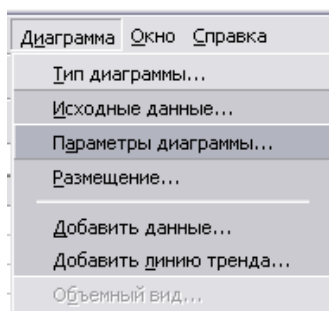 Диаграмма Окно Справка
Тип диаграммы...
Исходные данные...
Параметры диаграммы...
Размещение...
Добавить данные...
Добавить линию тренда...
Объемный вид...